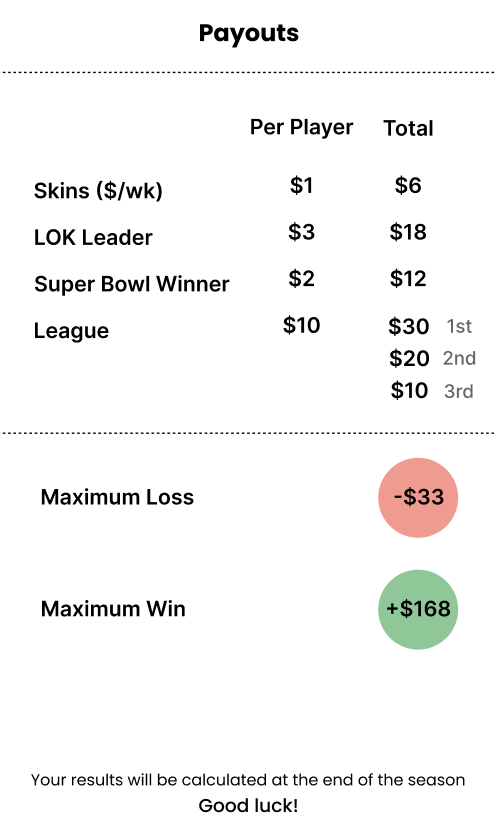 Payouts
Per Player Total
Skins ($/wk) $1 $6
LOK Leader $3 $18
Super Bowl Winner $2 $12
League $10 $30 1st
$20 2nd
$10 3rd
Maximum Loss -$33
Maximum Win +$168
Your results will be calculated at the end of the season
Good luck!